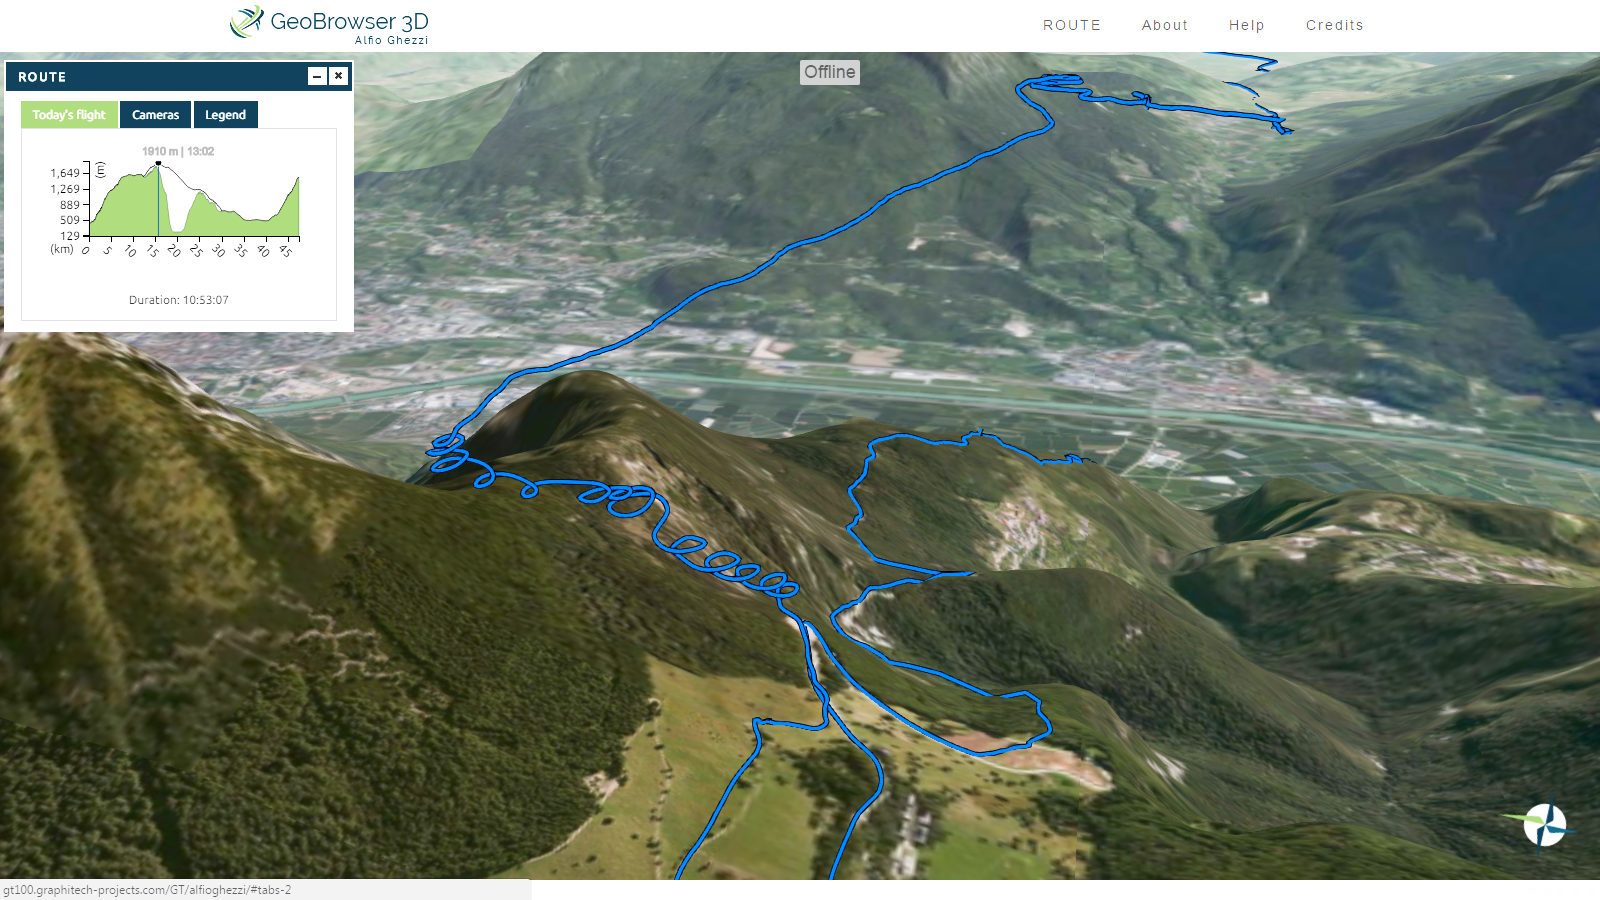 GeoBrowser 3D
Alfio Ghezzi
ROUTE About Help Credits
Offline
ROUTE
Today's flight Cameras Legend
1910 m | 13:02
(m)
1,649
1,269
889
509
129
(km) 0 5 10 15 20 25 30 35 40 45
Duration: 10:53:07
gt100.graphitech-projects.com/GT/alfioghezzi/#tabs-2